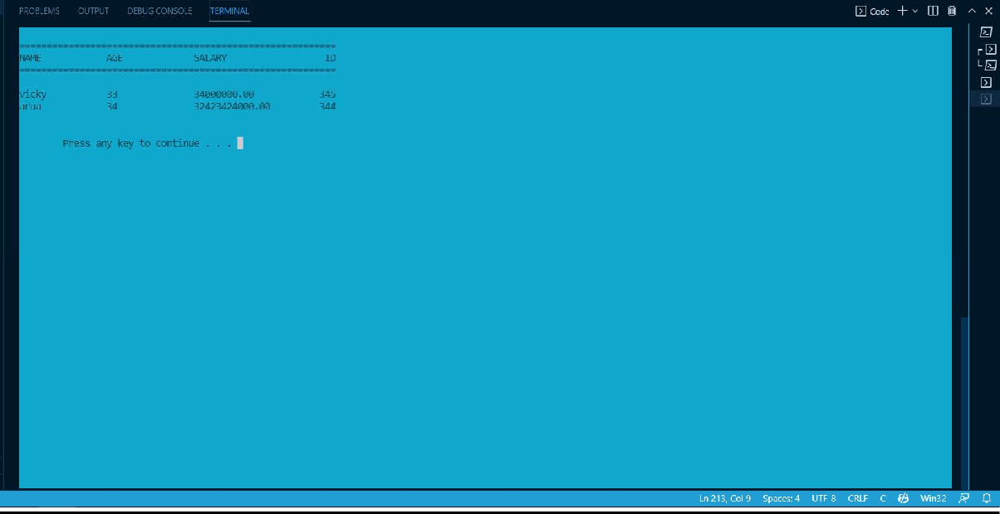 PROBLEMS OUTPUT DEBUG CONSOLE TERMINAL Code
==========================================================
NAME AGE SALARY ID
==========================================================
vicky 33 34000000.00 345
34 32423424000.00 344
Press any key to continue . . .
Ln 213, Col 9 Spaces: 4 UTF-8 CRLF C Win32